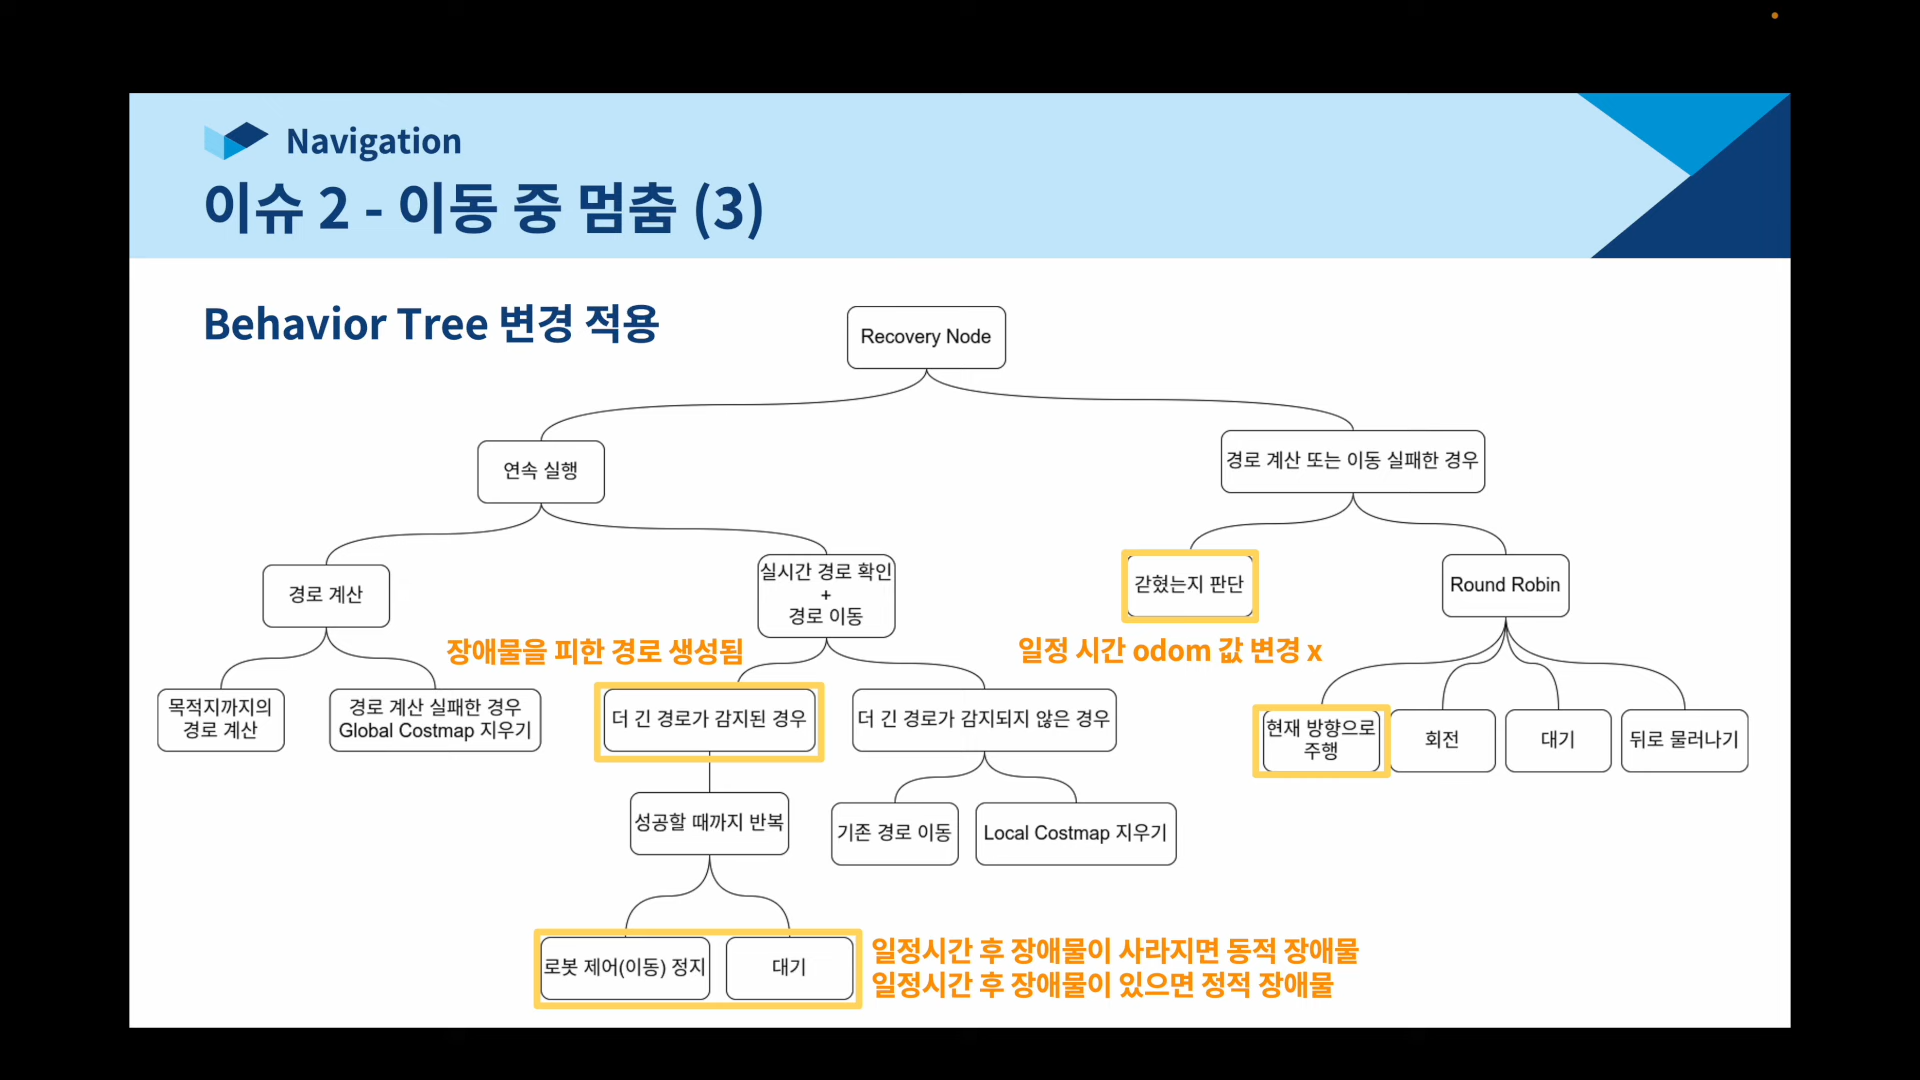 Navigation
이슈 2 - 이동 중 멈춤 (3)
Behavior Tree 변경 적용
Recovery Node
연속 실행
경로 계산 또는 이동 실패한 경우
경로 계산
실시간 경로 확인
+
경로 이동
갇혔는지 판단
Round Robin
장애물을 피한 경로 생성됨
일정 시간 odom 값 변경 x
목적지까지의
경로 계산
경로 계산 실패한 경우
Global Costmap 지우기
더 긴 경로가 감지된 경우
더 긴 경로가 감지되지 않은 경우
현재 방향으로
주행
회전
대기
뒤로 물러나기
성공할 때까지 반복
기존 경로 이동
Local Costmap 지우기
로봇 제어(이동) 정지
대기
일정시간 후 장애물이 사라지면 동적 장애물
일정시간 후 장애물이 있으면 정적 장애물